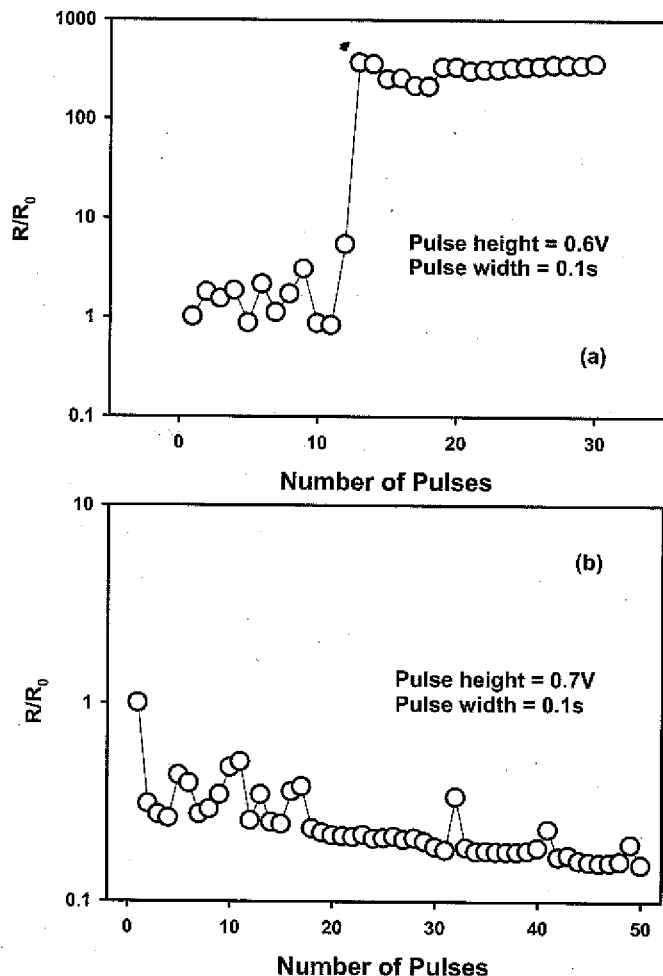 1000
100
10
1
0.1
R/R0
Pulse height = 0.6V
Pulse width = 0.1s
(a)
0 10 20 30
Number of Pulses
10
1
0.1
R/R0
(b)
Pulse height = 0.7V
Pulse width = 0.1s
0 10 20 30 40 50
Number of Pulses